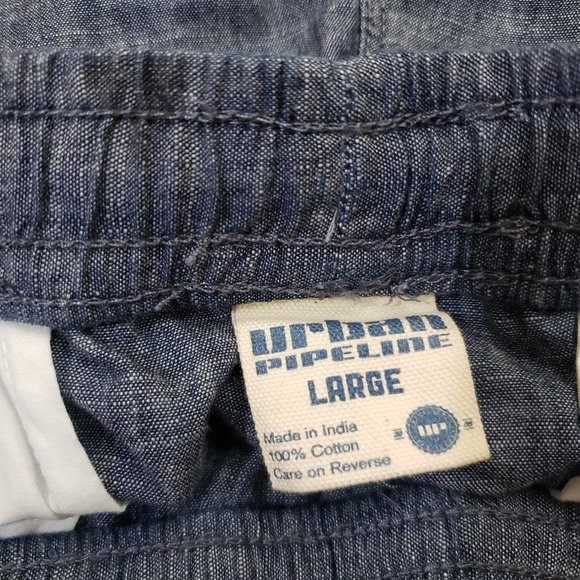 urban
PIPELINE
LARGE
Made in India
100% Cotton
Care on Reverse
UP